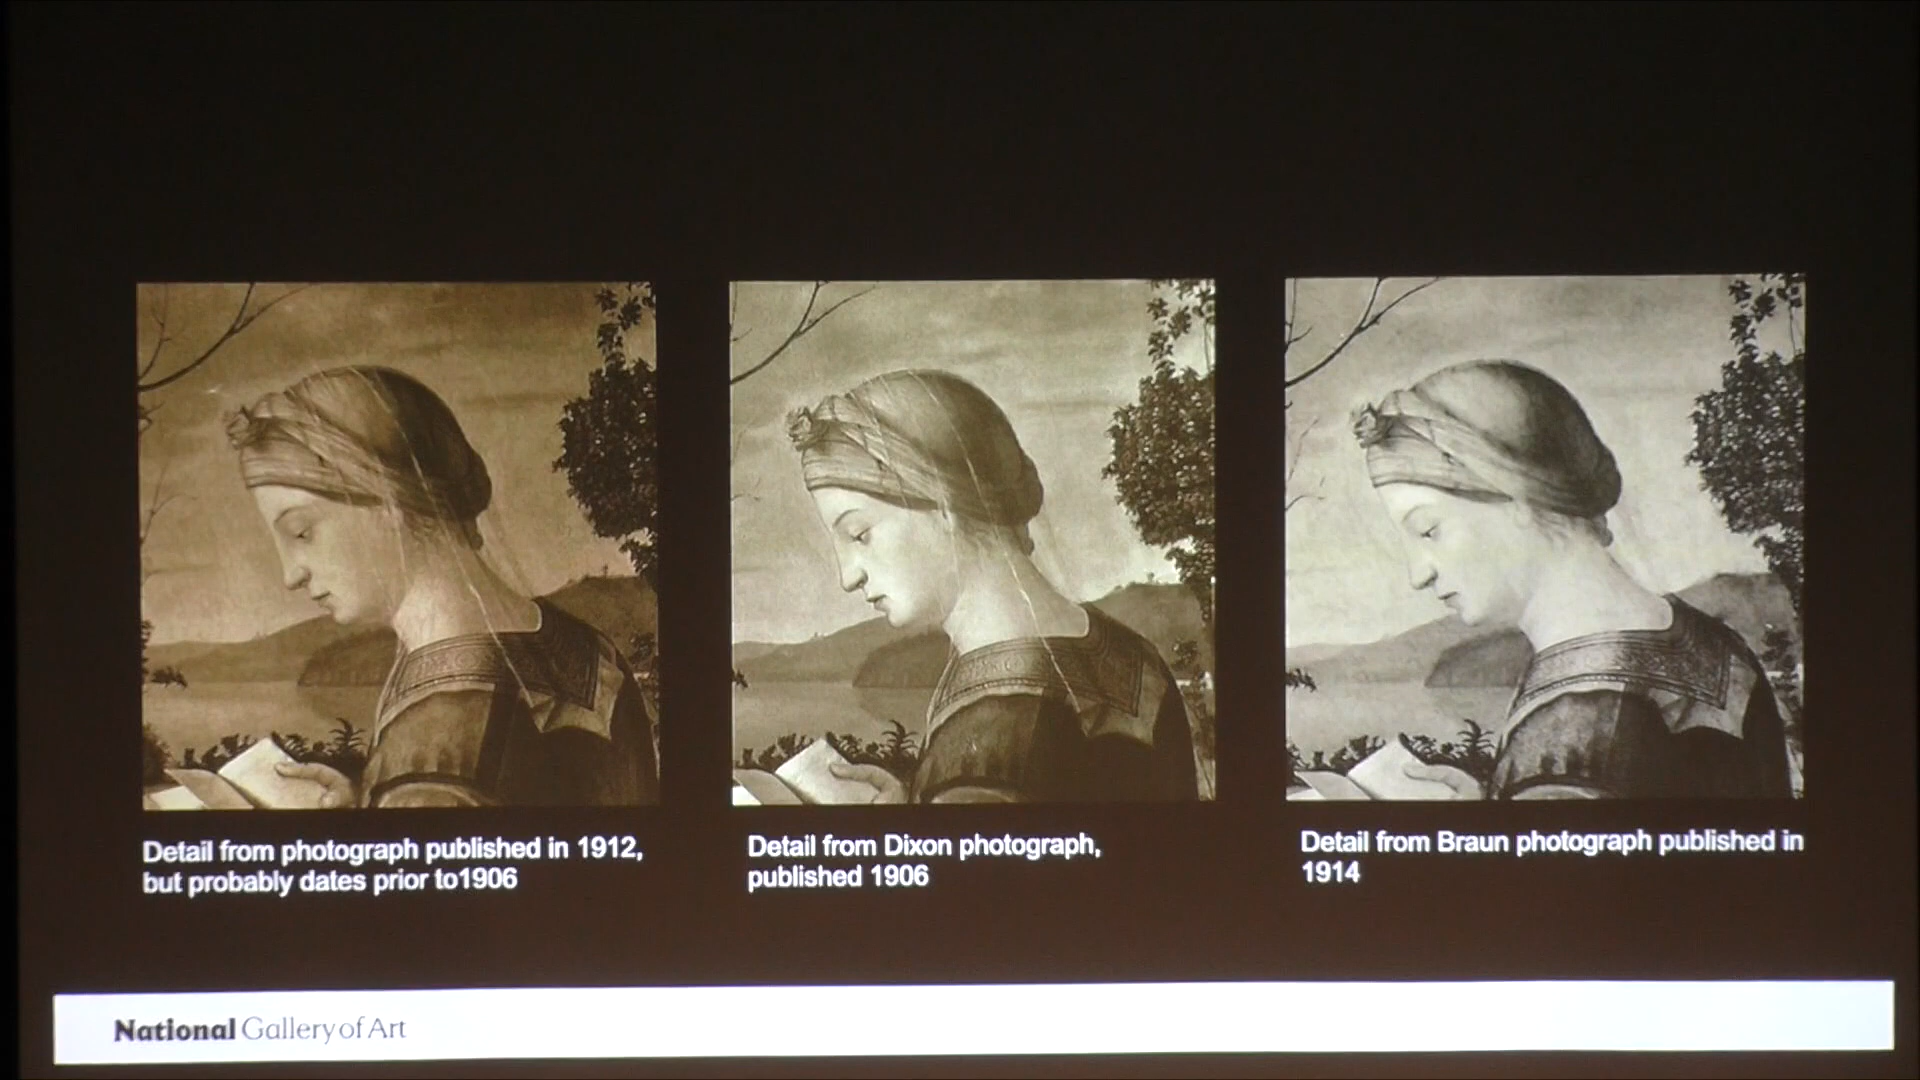 Detail from photograph published in 1912,
but probably dates prior to1906
Detail from Dixon photograph,
published 1906
Detail from Braun photograph published in
1914
National Gallery of Art